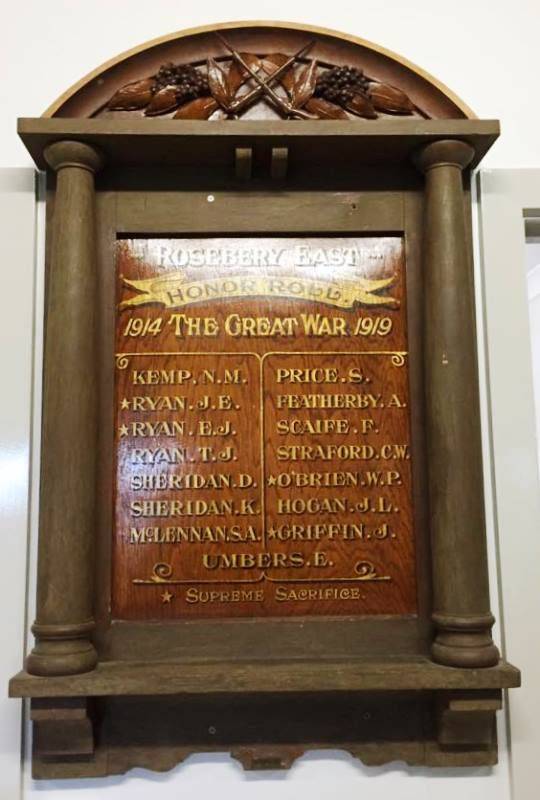 ROSEBERY EAST
HONOR ROLL.
1914 THE GREAT WAR 1919
KEMP. N. M.
★RYAN. J. E.
★RYAN. E. J.
RYAN. T. J.
SHERIDAN. D.
SHERIDAN. K.
McLENNAN. S.A.
PRICE. S.
FEATHERBY. A.
SCAIFE. F.
STRAFORD. C.W.
★O'BRIEN. W. P.
HOGAN. J. L.
★GRIFFIN. J.
UMBERS. E.
★ SUPREME SACRIFICE.